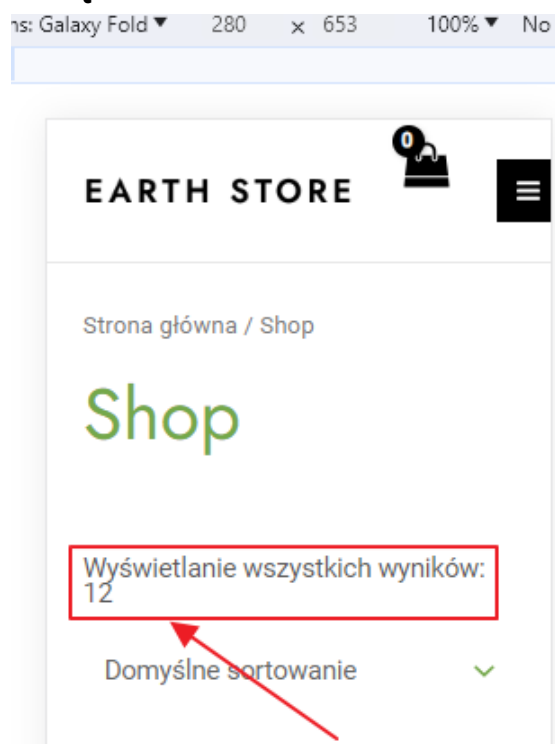 ns: Galaxy Fold ▼ 280 × 653 100% ▼ No
0
EARTH STORE
Strona główna / Shop
Shop
Wyświetlanie wszystkich wyników:
12
Domyślne sortowanie